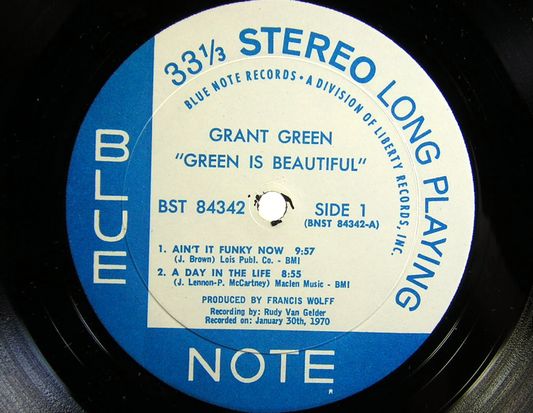 33 1/3 STEREO LONG PLAYING
BLUE NOTE RECORDS • A DIVISION OF LIBERTY RECORDS, INC.
GRANT GREEN
"GREEN IS BEAUTIFUL"
BST 84342 SIDE 1
(BNST 84342-A)
1. AIN'T IT FUNKY NOW 9:57
(J. Brown) Lois Publ. Co. - BMI
2. A DAY IN THE LIFE 8:55
(J. Lennon-P. McCartney) Maclen Music - BMI
PRODUCED BY FRANCIS WOLFF
Recording by: Rudy Van Gelder
Recorded on: January 30th, 1970
BLUE
NOTE
R